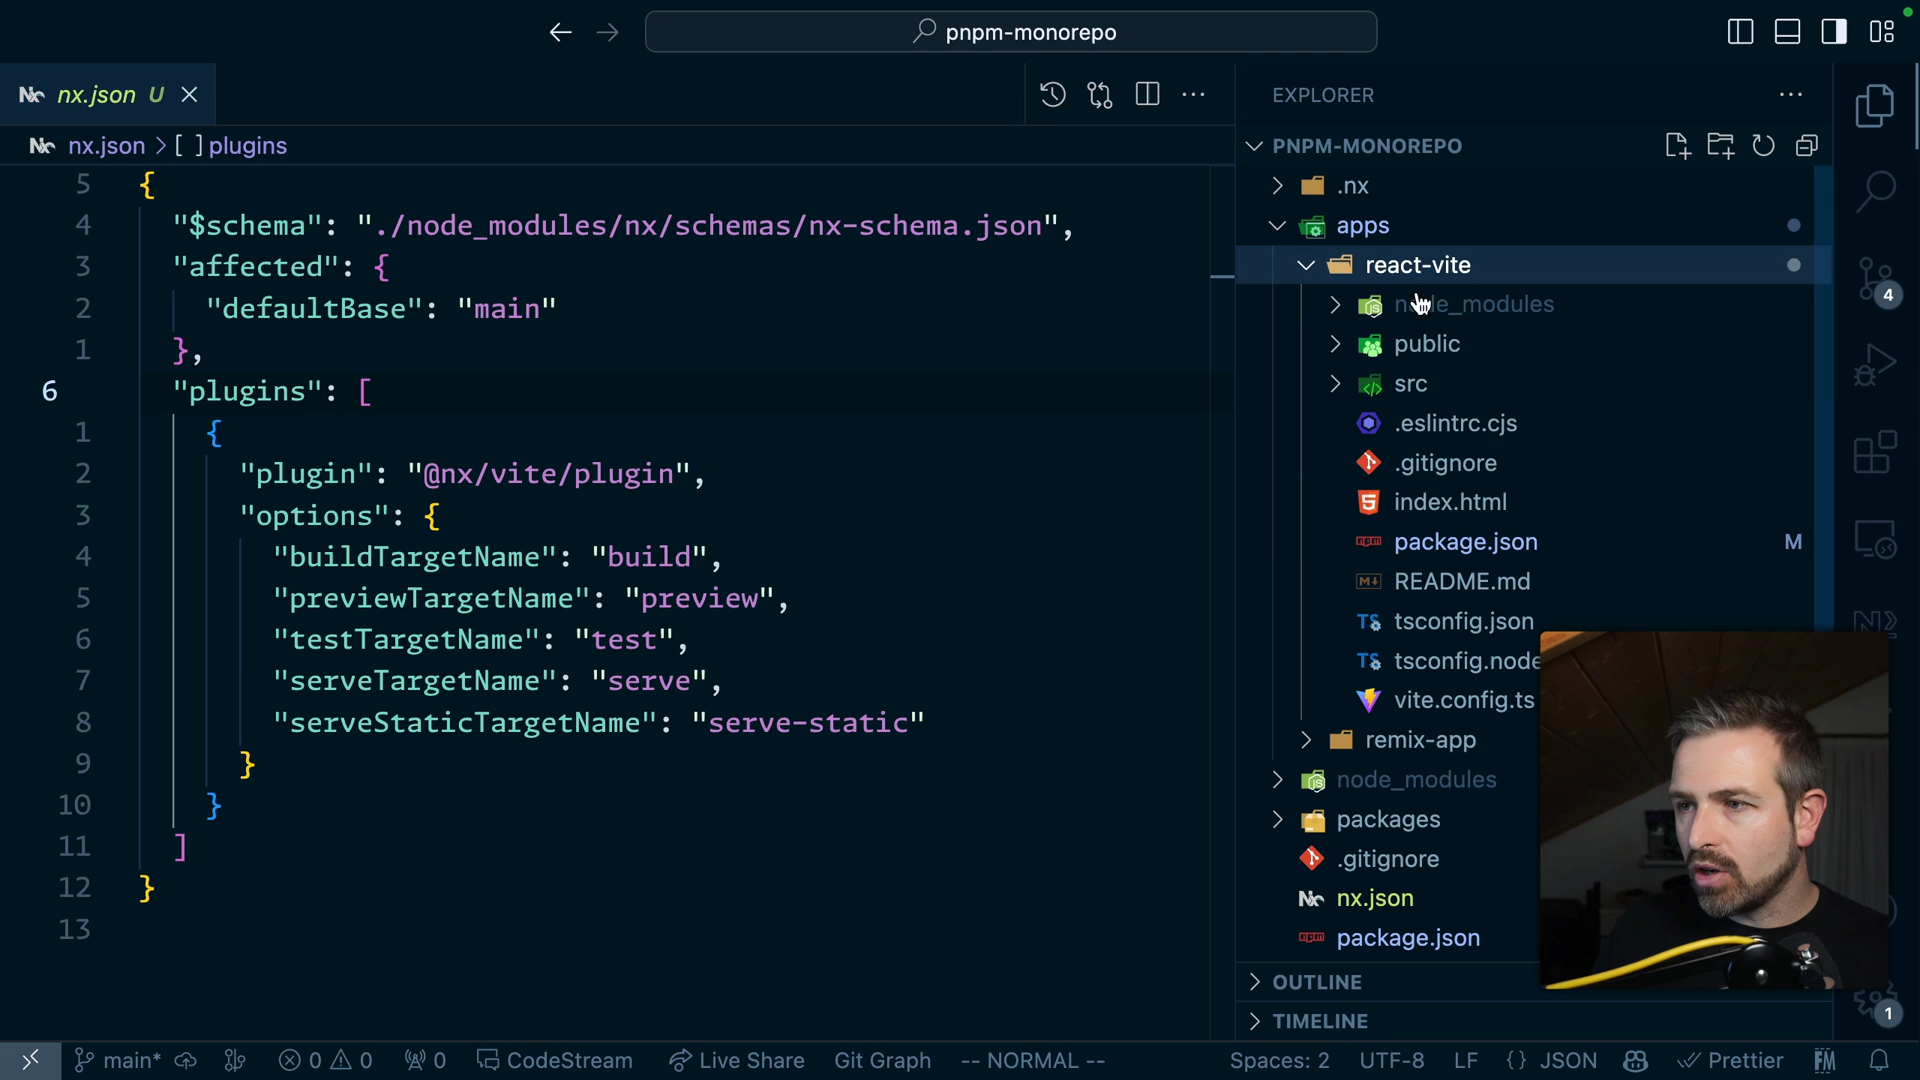 pnpm-monorepo
nx.json U
nx.json > [ ] plugins
5 {
4 "$schema": "./node_modules/nx/schemas/nx-schema.json",
3 "affected": {
2 "defaultBase": "main"
1 },
6 "plugins": [
1 {
2 "plugin": "@nx/vite/plugin",
3 "options": {
4 "buildTargetName": "build",
5 "previewTargetName": "preview",
6 "testTargetName": "test",
7 "serveTargetName": "serve",
8 "serveStaticTargetName": "serve-static"
9 }
10 }
11 ]
12 }
13
EXPLORER
PNPM-MONOREPO
.nx
apps
react-vite
node_modules
public
src
.eslintrc.cjs
.gitignore
index.html
package.json M
README.md
tsconfig.json
tsconfig.node
vite.config.ts
remix-app
node_modules
packages
.gitignore
nx.json
package.json
OUTLINE
TIMELINE
4
1
main* 0 0 0 CodeStream Live Share Git Graph -- NORMAL -- Spaces: 2 UTF-8 LF {} JSON Prettier FM